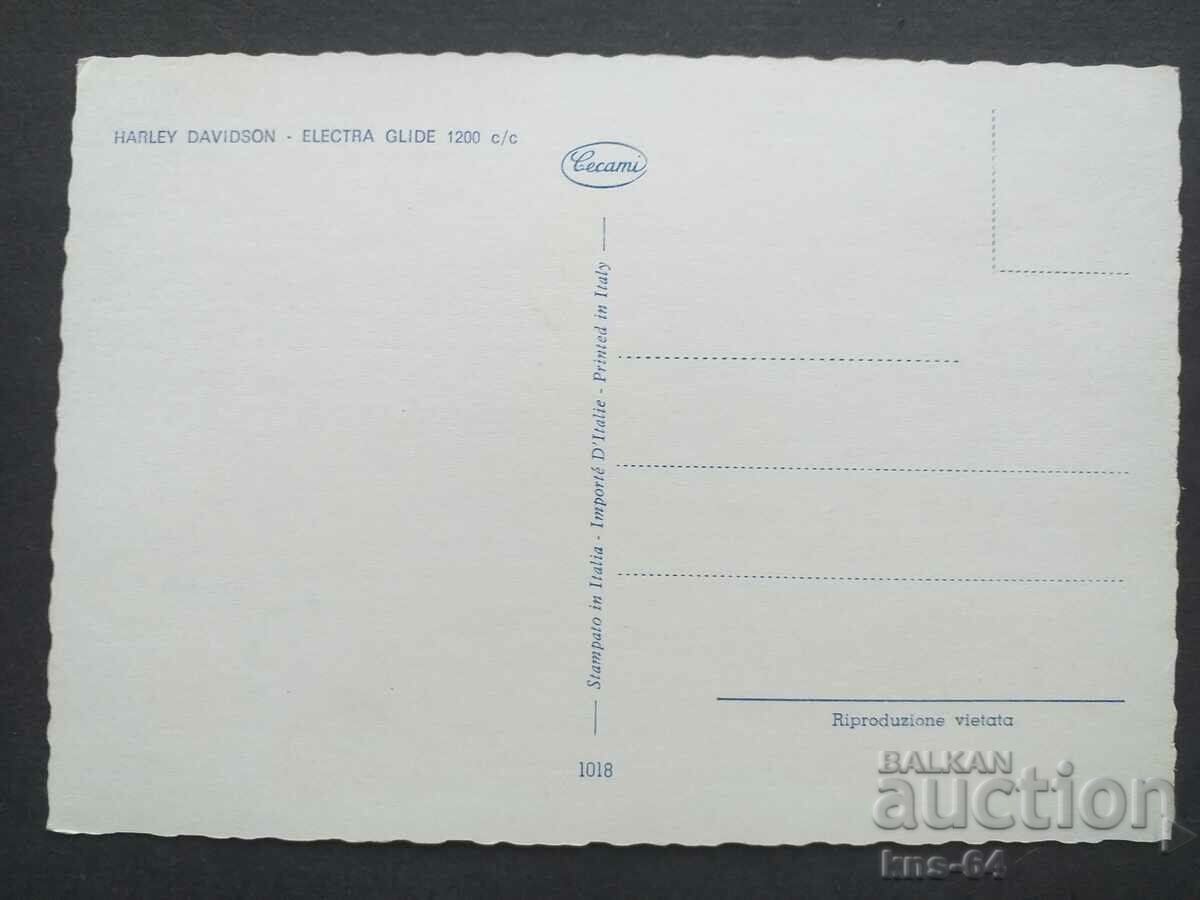 HARLEY DAVIDSON - ELECTRA GLIDE 1200 c/c
Cecami
Stampato in Italia - Importé D'Italie - Printed in Italy
Riproduzione vietata
1018
BALKAN
auction
kns-64